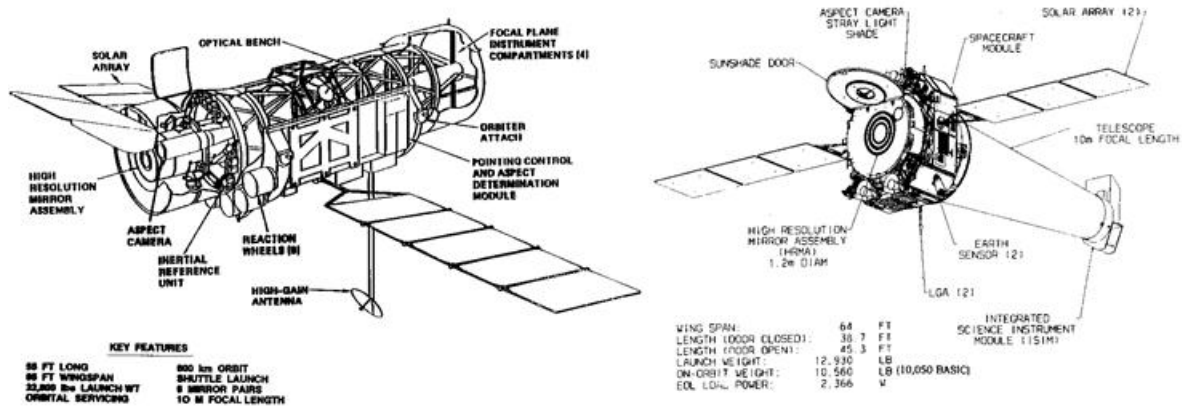 SOLAR
ARRAY
OPTICAL BENCH
FOCAL PLANE
INSTRUMENT
COMPARTMENTS (4)
ORBITER
ATTACH
POINTING CONTROL
AND ASPECT
DETERMINATION
MODULE
HIGH
RESOLUTION
MIRROR
ASSEMBLY
ASPECT
CAMERA
INERTIAL
REFERENCE
UNIT
REACTION
WHEELS
HIGH-GAIN
ANTENNA
KEY FEATURES
FT LONG
FT WINGSPAN
lbs LAUNCH WT
ORBITAL SERVICING
km ORBIT
SHUTTLE LAUNCH
MIRROR PAIRS
10 M FOCAL LENGTH
ASPECT CAMERA
STRAY LIGHT
SHADE
SOLAR ARRAY (2)
SPACECRAFT
MODULE
SUNSHADE DOOR
TELESCOPE
10m FOCAL LENGTH
HIGH RESOLUTION
MIRROR ASSEMBLY
(HRMA)
1.2m DIAM
EARTH
SENSOR (2)
LGA (2)
INTEGRATED
SCIENCE INSTRUMENT
MODULE (ISIM)
WING SPAN: 64 FT
LENGTH (DOOR CLOSED): 38.7 FT
LENGTH (DOOR OPEN): 45.3 FT
LAUNCH WEIGHT: 12,930 LB
ON-ORBIT WEIGHT: 10,560 LB (10,050 BASIC)
EOL POWER: 2,366 W